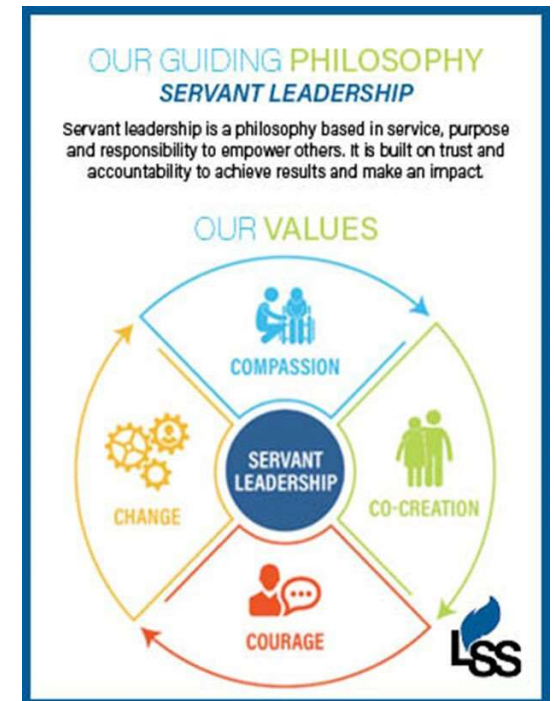 OUR GUIDING PHILOSOPHY
SERVANT LEADERSHIP
Servant leadership is a philosophy based in service, purpose
and responsibility to empower others. It is built on trust and
accountability to achieve results and make an impact.
OUR VALUES
COMPASSION
SERVANT
LEADERSHIP
CO-CREATION
CHANGE
COURAGE
LSS